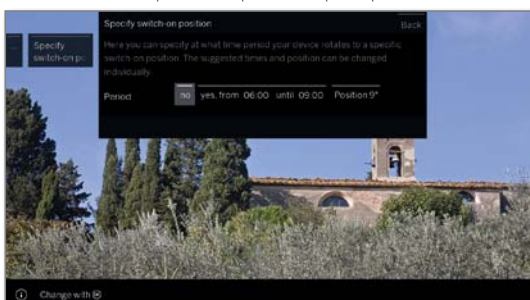 Specify switch-on position
Back
Here you can specify at what time period your device rotates to a specific
switch-on position. The suggested times and position can be changed
individually.
Period no yes, from 06:00 until 09:00 Position 9°
... Specify
switch-on po...
Change with